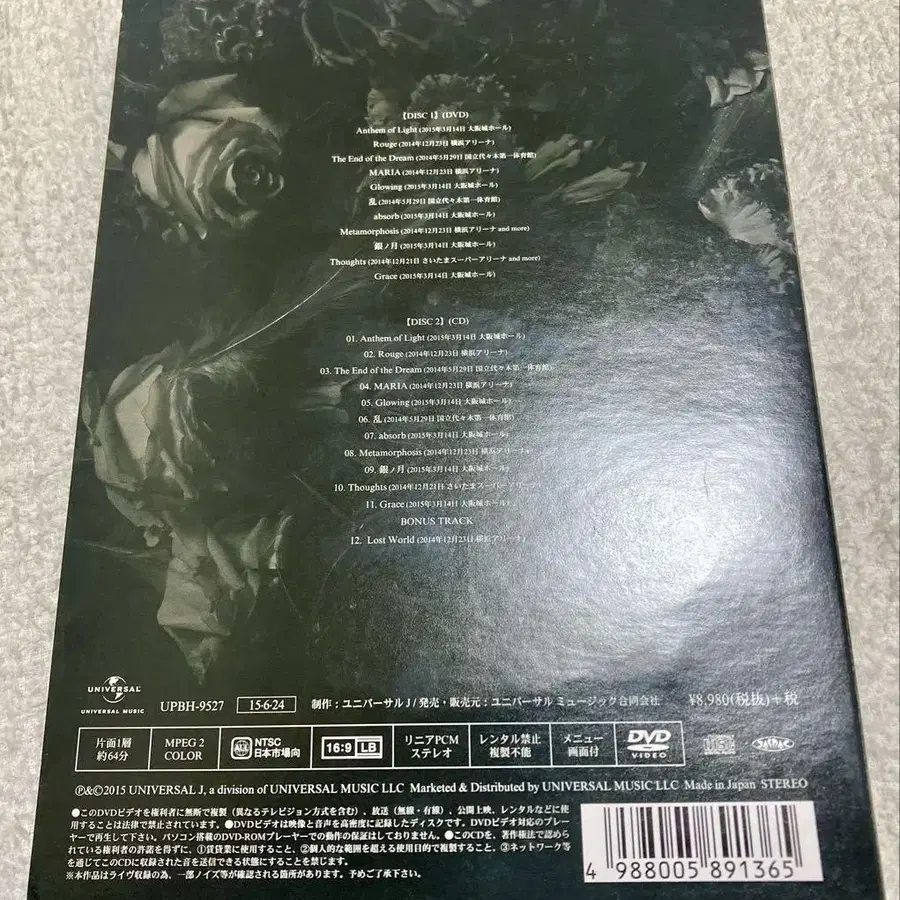 【DISC 1】(DVD)
Anthem of Light (2015年3月14日 大阪城ホール)
Rouge (2014年12月23日 横浜アリーナ)
The End of the Dream (2014年5月29日 国立代々木第一体育館)
MARIA (2014年12月23日 横浜アリーナ)
Glowing (2015年3月14日 大阪城ホール)
乱 (2014年5月29日 国立代々木第一体育館)
absorb (2015年3月14日 大阪城ホール)
Metamorphosis (2014年12月23日 横浜アリーナ and more)
銀ノ月 (2015年3月14日 大阪城ホール)
Thoughts (2014年12月21日 さいたまスーパーアリーナ and more)
Grace (2015年3月14日 大阪城ホール)
【DISC 2】(CD)
01. Anthem of Light (2015年3月14日 大阪城ホール)
02. Rouge (2014年12月23日 横浜アリーナ)
03. The End of the Dream (2014年5月29日 国立代々木第一体育館)
04. MARIA (2014年12月23日 横浜アリーナ)
05. Glowing (2015年3月14日 大阪城ホール)
06. 乱 (2014年5月29日 国立代々木第一体育館)
07. absorb (2015年3月14日 大阪城ホール)
08. Metamorphosis (2014年12月23日 横浜アリーナ)
09. 銀ノ月 (2015年3月14日 大阪城ホール)
10. Thoughts (2014年12月21日 さいたまスーパーアリーナ)
11. Grace (2015年3月14日 大阪城ホール)
BONUS TRACK
12. Lost World (2014年12月23日 横浜アリーナ)
UNIVERSAL
UNIVERSAL MUSIC
UPBH-9527 15-6-24 制作:ユニバーサル J / 発売・販売元:ユニバーサル ミュージック合同会社 ¥8,980(税抜)+税
片面1層 約64分 MPEG 2 COLOR ALL NTSC 日本市場向 16:9 LB リニアPCM ステレオ レンタル禁止 複製不能 メニュー 画面付 DVD VIDEO JASRAC
℗&©2015 UNIVERSAL J, a division of UNIVERSAL MUSIC LLC Marketed & Distributed by UNIVERSAL MUSIC LLC Made in Japan STEREO
●このDVDビデオを権利者に無断で複製(異なるテレビジョン方式を含む)、放送(無線・有線)、公開上映、レンタルなどに使
用することは法律で禁止されています。●DVDビデオは映像と音声を高密度に記録したディスクです。DVDビデオ対応のプレーヤ
ーで再生して下さい。パソコン搭載のDVD-ROMプレーヤーでの動作の保証はしておりません。●このCDを、著作権法で認めら
れている権利者の許諾を得ずに、①賃貸業に使用すること、②個人的な範囲を超える使用目的で複製すること、③ネットワーク等
を通じてこのCDに収録された音を送信できる状態にすることを禁じます。
※本作品はライヴ収録の為、一部ノイズ等が確認される箇所があります。予めご了承下さい。
4 988005 891365